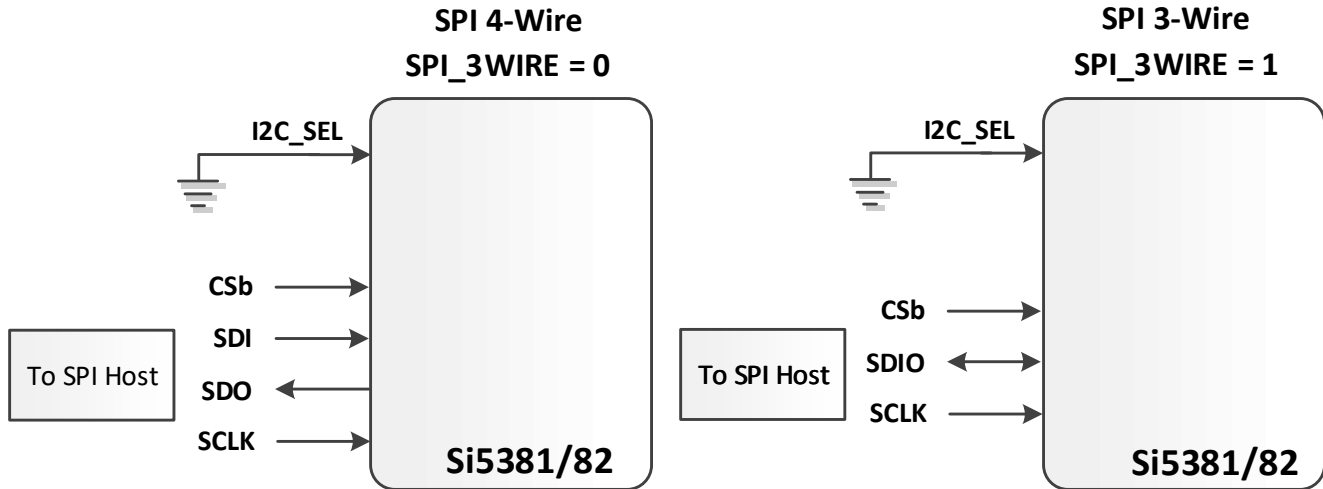 SPI 4-Wire
SPI_3WIRE = 0
I2C_SEL
CSb
SDI
SDO
SCLK
To SPI Host
Si5381/82
SPI 3-Wire
SPI_3WIRE = 1
I2C_SEL
CSb
SDIO
SCLK
To SPI Host
Si5381/82